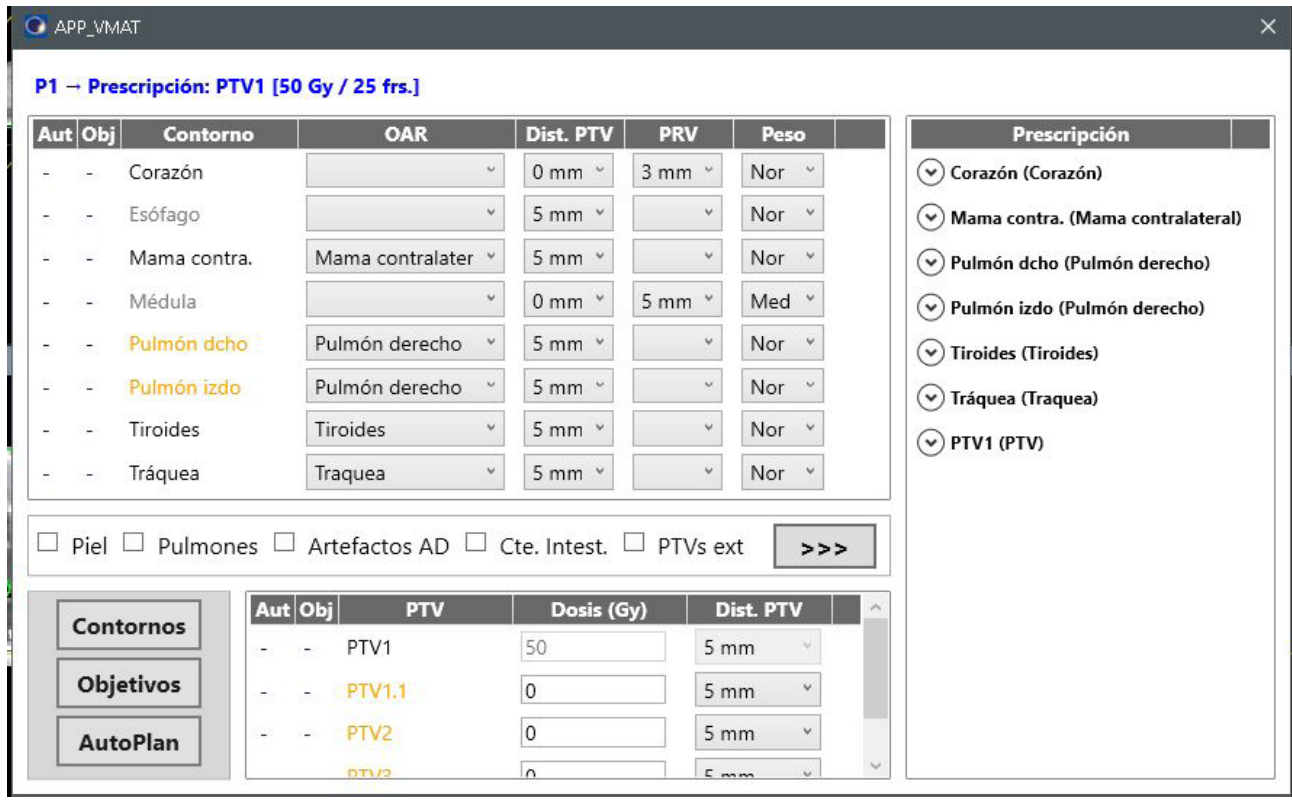 APP_VMAT
P1 → Prescripción: PTV1 [50 Gy / 25 frs.]
Aut Obj Contorno OAR Dist. PTV PRV Peso
- - Corazón 0 mm 3 mm Nor
- - Esófago 5 mm Nor
- - Mama contra. Mama contralater 5 mm Nor
- - Médula 0 mm 5 mm Med
- - Pulmón dcho Pulmón derecho 5 mm Nor
- - Pulmón izdo Pulmón derecho 5 mm Nor
- - Tiroides Tiroides 5 mm Nor
- - Tráquea Traquea 5 mm Nor
Piel Pulmones Artefactos AD Cte. Intest. PTVs ext >>>
Contornos
Objetivos
AutoPlan
Aut Obj PTV Dosis (Gy) Dist. PTV
- - PTV1 50 5 mm
- - PTV1.1 0 5 mm
- - PTV2 0 5 mm
PTV3 0 5 mm
Prescripción
Corazón (Corazón)
Mama contra. (Mama contralateral)
Pulmón dcho (Pulmón derecho)
Pulmón izdo (Pulmón derecho)
Tiroides (Tiroides)
Tráquea (Traquea)
PTV1 (PTV)